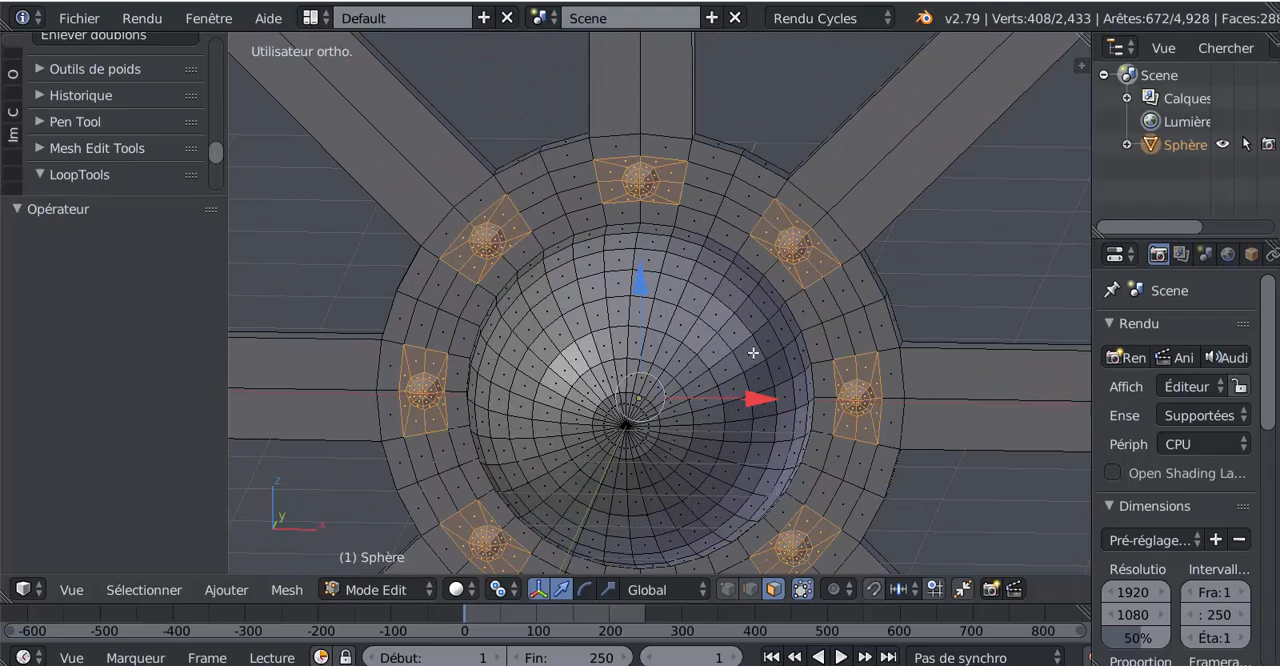 Fichier Rendu Fenêtre Aide Default Scene Rendu Cycles v2.79 | Verts:408/2,433 | Arêtes:672/4,928 | Faces:288
Enlever doublons
Outils de poids
Historique
Pen Tool
Mesh Edit Tools
LoopTools
Opérateur
O
C
Im
Utilisateur ortho.
z
y
x
(1) Sphère
Vue Sélectionner Ajouter Mesh Mode Edit Global
-600 -500 -400 -300 -200 -100 0 100 200 300 400 500 600 700 800
Vue Marqueur Frame Lecture Début: 1 Fin: 250 1 Pas de synchro
Vue Chercher
Scene
Calques
Lumière
Sphère
Scene
Rendu
Ren Ani Audi
Affich Éditeur
Ense Supportées
Périph CPU
Open Shading La...
Dimensions
Pré-réglage...
Résolutio Intervall
1920 Fra:1
1080 : 250
50% Éta:1
Proportion